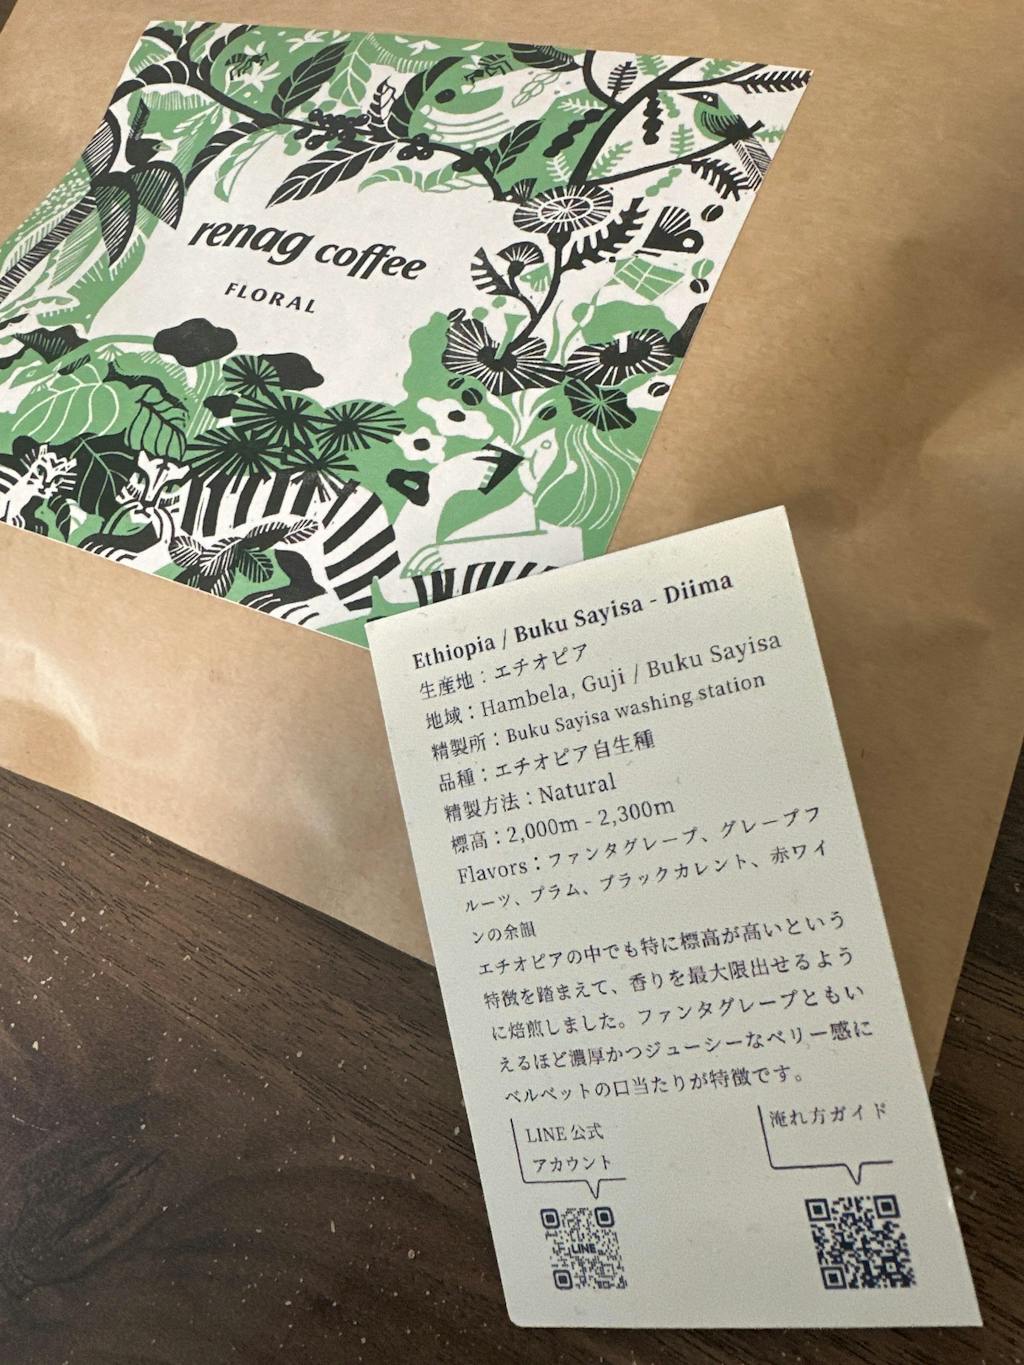 renag coffee
FLORAL
Ethiopia / Buku Sayisa - Diima
生産地：エチオピア
地域：Hambela, Guji / Buku Sayisa
精製所：Buku Sayisa washing station
品種：エチオピア自生種
精製方法：Natural
標高：2,000m - 2,300m
Flavors：ファンタグレープ、グレープフ
ルーツ、プラム、ブラックカレント、赤ワイ
ンの余韻
エチオピアの中でも特に標高が高いという
特徴を踏まえて、香りを最大限出せるよう
に焙煎しました。ファンタグレープともい
えるほど濃厚かつジューシーなベリー感に
ベルベットの口当たりが特徴です。
LINE 公式
アカウント
淹れ方ガイド
LINE